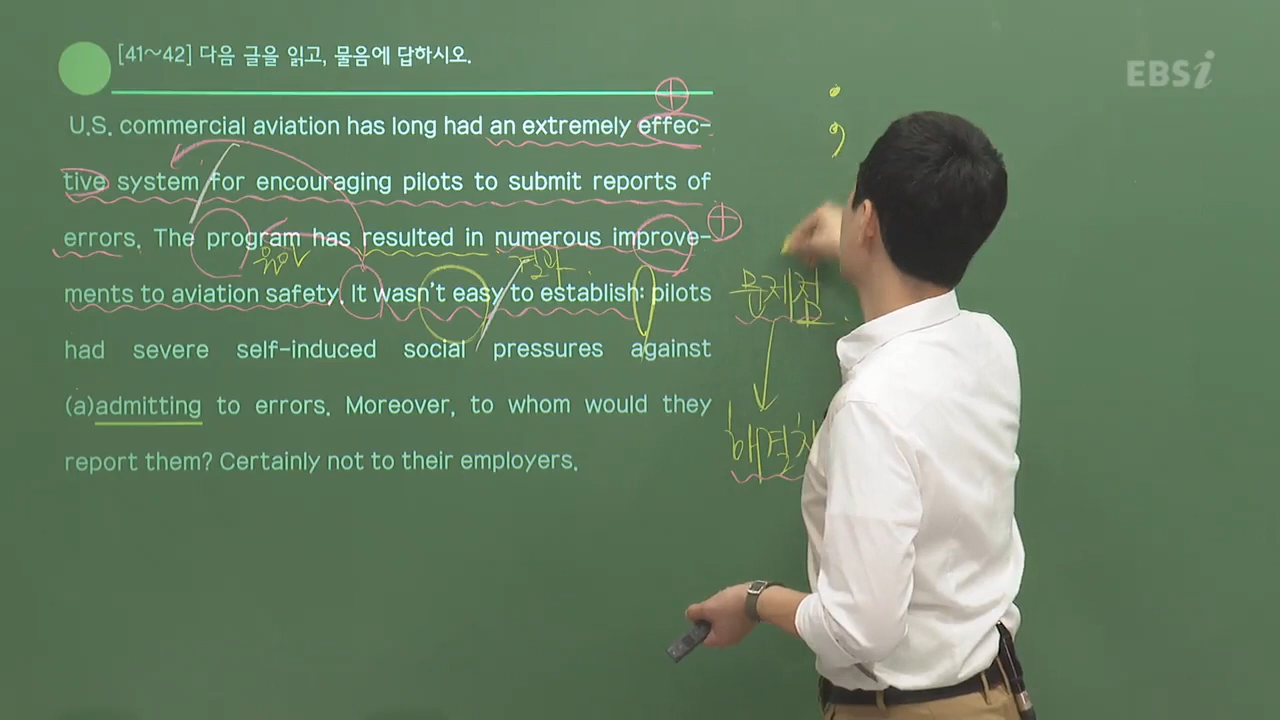 [41~42] 다음 글을 읽고, 물음에 답하시오.
EBSi
U.S. commercial aviation has long had an extremely effec-
tive system for encouraging pilots to submit reports of
errors. The program has resulted in numerous improve-
원인
결과
ments to aviation safety. It wasn't easy to establish: pilots
문제점
had severe self-induced social pressures against
(a)admitting to errors. Moreover, to whom would they
해결
report them? Certainly not to their employers.
;